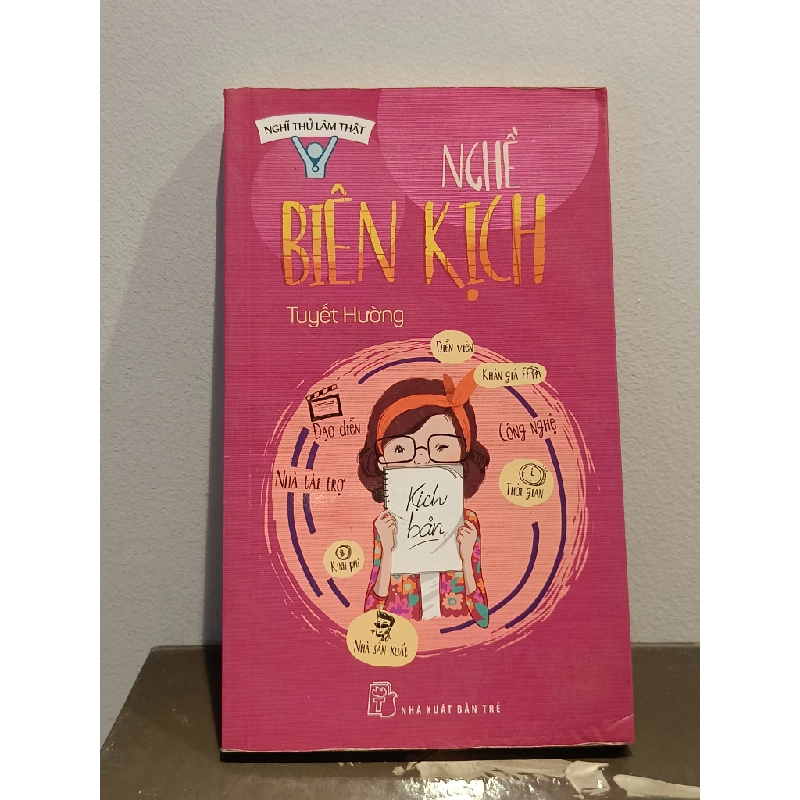 NGHĨ THỬ LÀM THẬT
NGHỀ
BIÊN KỊCH
Tuyết Hường
DIỄN VIÊN
KHÁN GIẢ
ĐẠO DIỄN
CÔNG NGHỆ
NHÀ TÀI TRỢ
THỜI GIAN
Kịch
bản
KINH PHÍ
NHÀ SẢN XUẤT
NHÀ XUẤT BẢN TRẺ